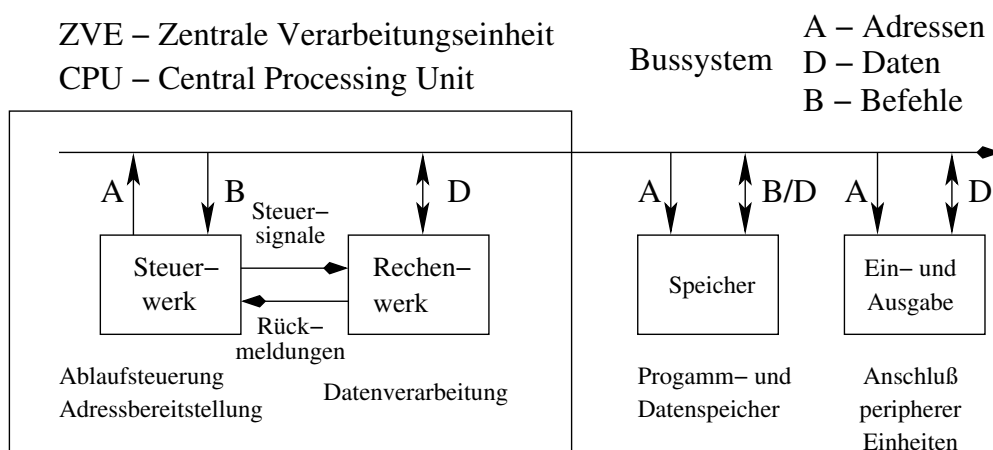 ZVE – Zentrale Verarbeitungseinheit
CPU – Central Processing Unit
Bussystem
A – Adressen
D – Daten
B – Befehle
A
B
D
A
B/D
A
D
Steuer–
signale
Steuer–
werk
Rechen–
werk
Speicher
Ein– und
Ausgabe
Rück–
meldungen
Ablaufsteuerung
Adressbereitstellung
Datenverarbeitung
Progamm– und
Datenspeicher
Anschluß
peripherer
Einheiten